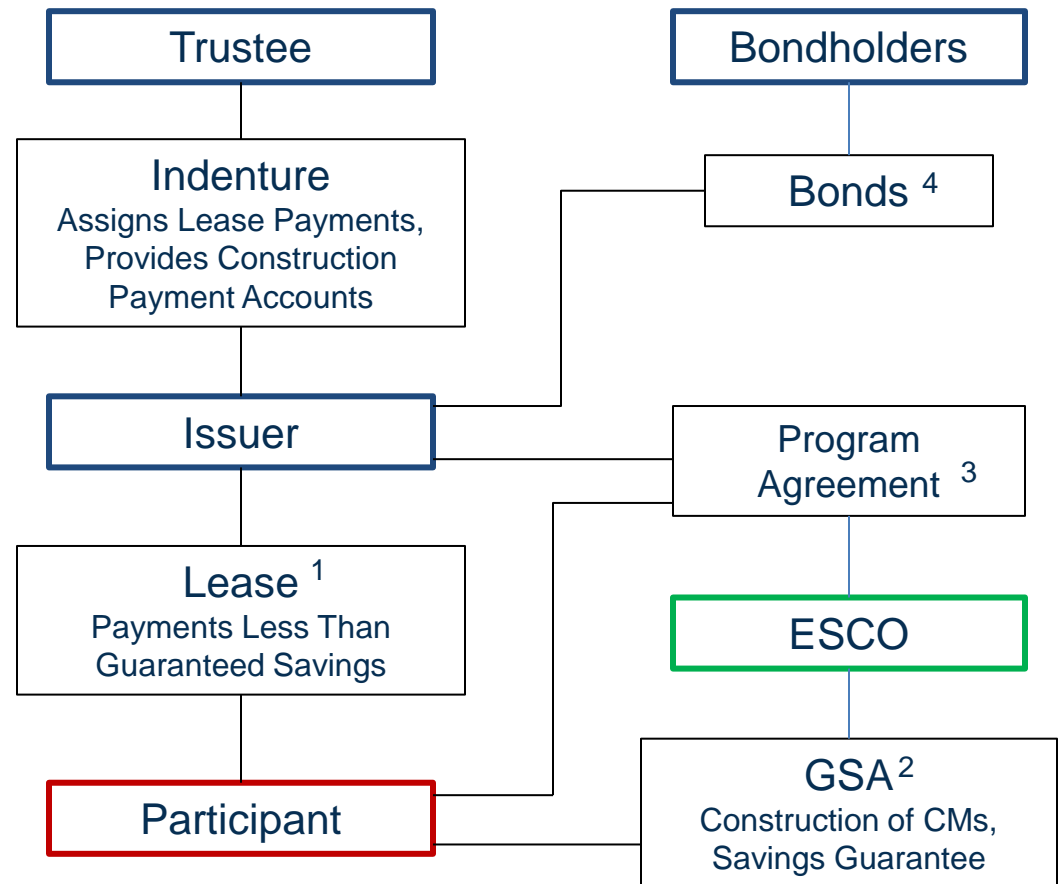 Trustee
Bondholders
Indenture
Assigns Lease Payments,
Provides Construction
Payment Accounts
Bonds 4
Issuer
Program
Agreement 3
Lease 1
Payments Less Than
Guaranteed Savings
ESCO
Participant
GSA 2
Construction of CMs,
Savings Guarantee